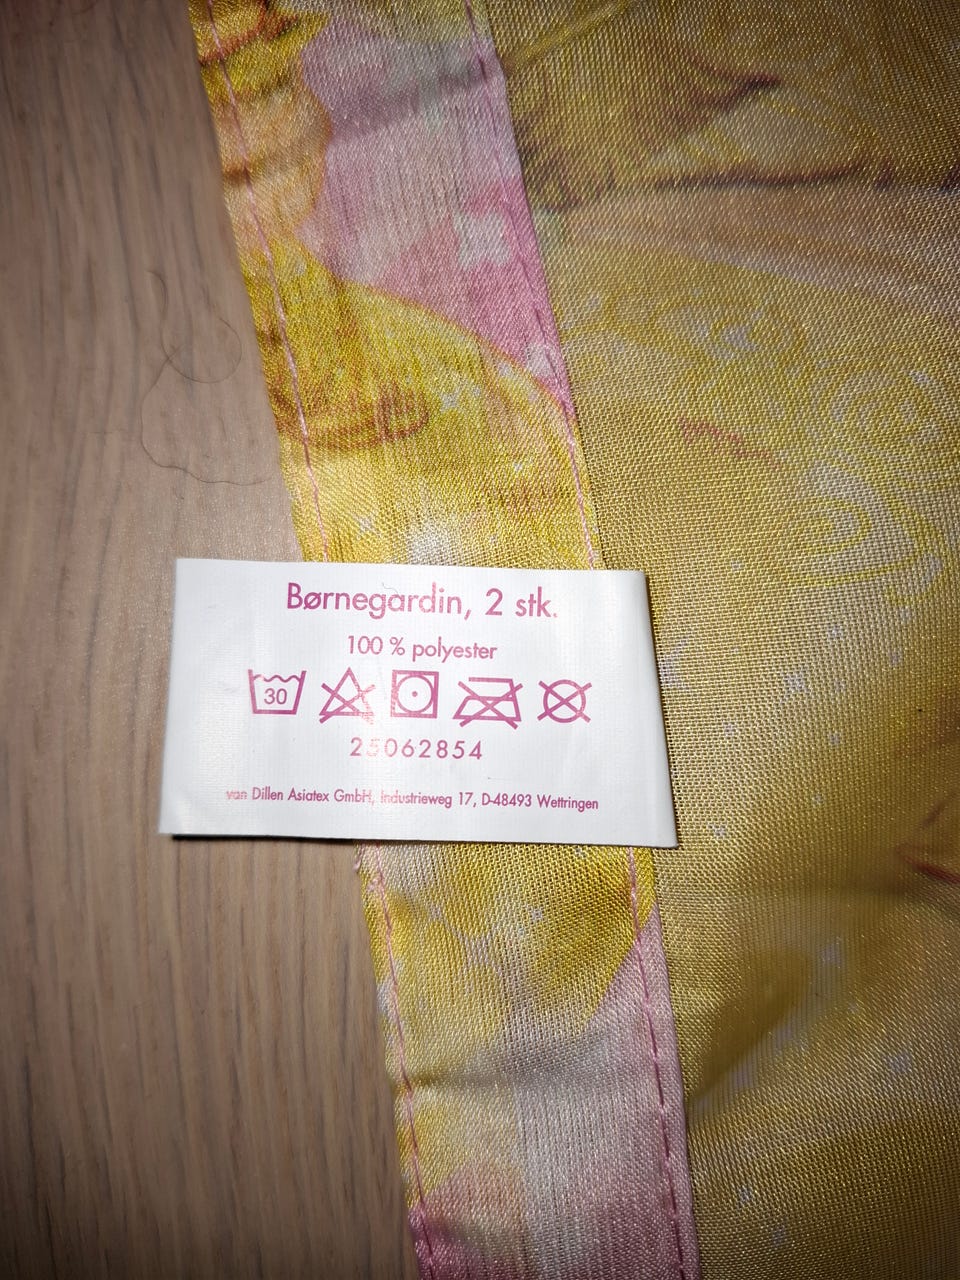 Børnegardin, 2 stk.
100 % polyester
30
25062854
van Dillen Asiatex GmbH, Industrieweg 17, D-48493 Wettringen